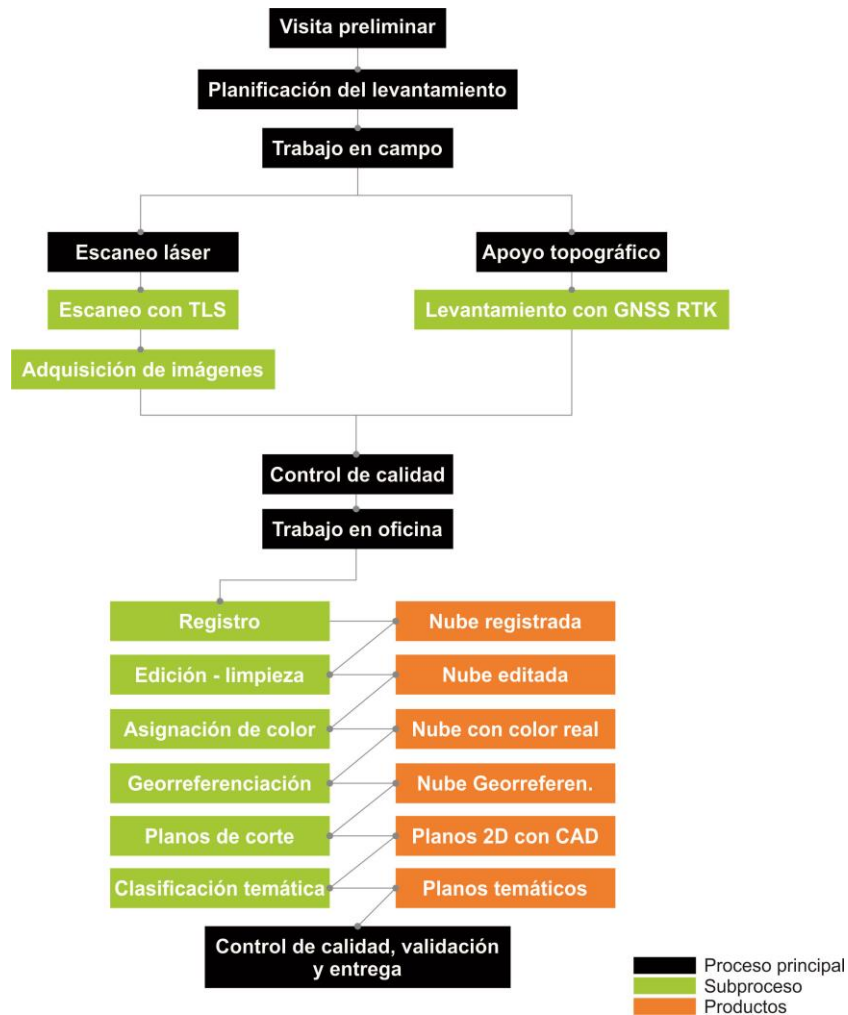 Visita preliminar
Planificación del levantamiento
Trabajo en campo
Escaneo láser
Apoyo topográfico
Escaneo con TLS
Levantamiento con GNSS RTK
Adquisición de imágenes
Control de calidad
Trabajo en oficina
Registro
Nube registrada
Edición - limpieza
Nube editada
Asignación de color
Nube con color real
Georreferenciación
Nube Georreferen.
Planos de corte
Planos 2D con CAD
Clasificación temática
Planos temáticos
Control de calidad, validación
y entrega
Proceso principal
Subproceso
Productos